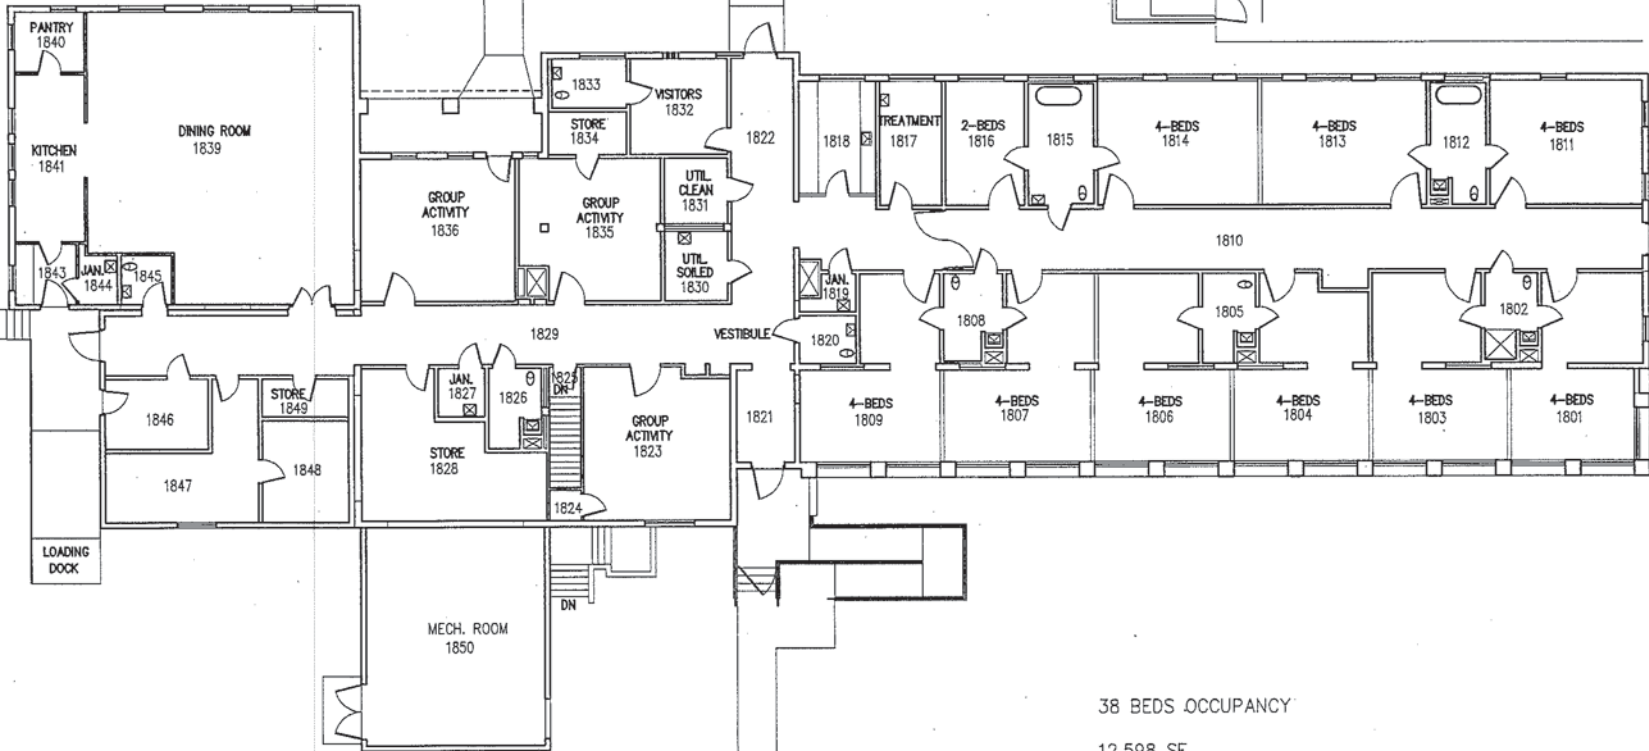 PANTRY
1840
DINING ROOM
1839
KITCHEN
1841
1843
JAN.
1844
1845
GROUP
ACTIVITY
1836
1833
VISITORS
1832
STORE
1834
GROUP
ACTIVITY
1835
UTIL.
CLEAN
1831
UTIL.
SOILED
1830
1822
1818
TREATMENT
1817
2-BEDS
1816
1815
4-BEDS
1814
4-BEDS
1813
1812
4-BEDS
1811
1810
1829
VESTIBULE
JAN.
1819
1820
1808
1805
1802
1846
STORE
1849
1847
1848
JAN.
1827
1826
1825
DN
STORE
1828
GROUP
ACTIVITY
1823
1824
1821
4-BEDS
1809
4-BEDS
1807
4-BEDS
1806
4-BEDS
1804
4-BEDS
1803
4-BEDS
1801
LOADING
DOCK
DN
MECH. ROOM
1850
38 BEDS OCCUPANCY
12,598 SF